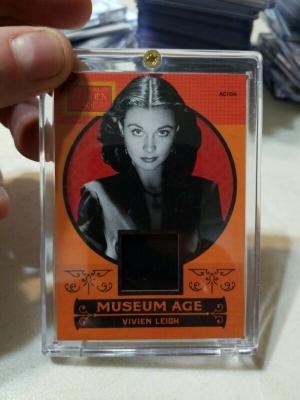 ACTOR
MUSEUM AGE
VIVIEN LEIGH